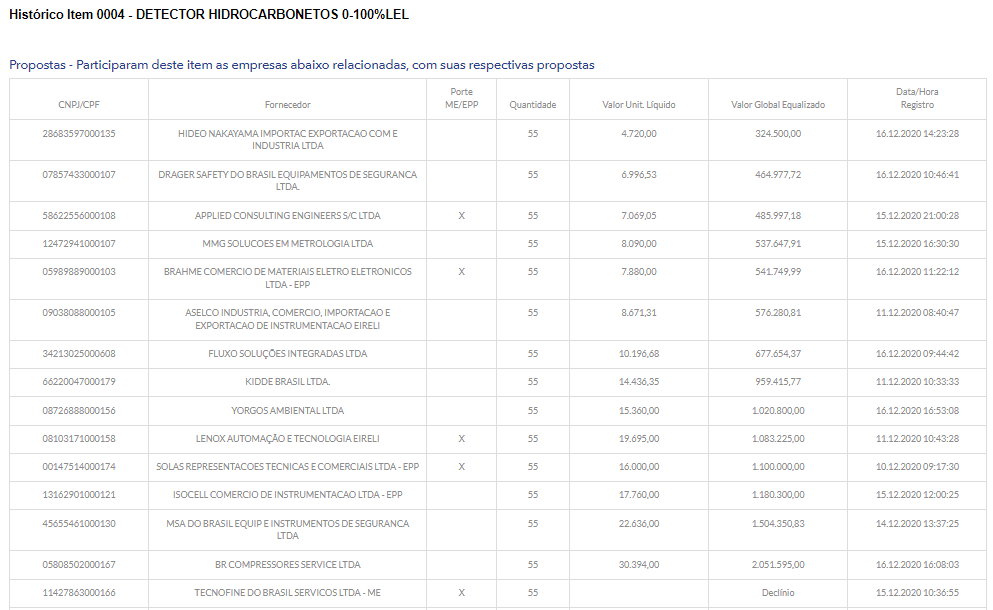 Histórico Item 0004 - DETECTOR HIDROCARBONETOS 0-100%LEL
Propostas - Participaram deste item as empresas abaixo relacionadas, com suas respectivas propostas
CNPJ/CPF Fornecedor Porte ME/EPP Quantidade Valor Unit. Líquido Valor Global Equalizado Data/Hora Registro
28683597000135 HIDEO NAKAYAMA IMPORTAC EXPORTACAO COM E INDUSTRIA LTDA 55 4.720,00 324.500,00 16.12.2020 14:23:28
07857433000107 DRAGER SAFETY DO BRASIL EQUIPAMENTOS DE SEGURANCA LTDA. 55 6.996,53 464.977,72 16.12.2020 10:46:41
58622556000108 APPLIED CONSULTING ENGINEERS S/C LTDA X 55 7.069,05 485.997,18 15.12.2020 21:00:28
12472941000107 MMG SOLUCOES EM METROLOGIA LTDA 55 8.090,00 537.647,91 15.12.2020 16:30:30
05989889000103 BRAHME COMERCIO DE MATERIAIS ELETRO ELETRONICOS LTDA - EPP X 55 7.880,00 541.749,99 16.12.2020 11:22:12
09038088000105 ASELCO INDUSTRIA, COMERCIO, IMPORTACAO E EXPORTACAO DE INSTRUMENTACAO EIRELI 55 8.671,31 576.280,81 11.12.2020 08:40:47
34213025000608 FLUXO SOLUÇÕES INTEGRADAS LTDA 55 10.196,68 677.654,37 16.12.2020 09:44:42
66220047000179 KIDDE BRASIL LTDA. 55 14.436,35 959.415,77 11.12.2020 10:33:33
08726888000156 YORGOS AMBIENTAL LTDA 55 15.360,00 1.020.800,00 16.12.2020 16:53:08
08103171000158 LENOX AUTOMAÇÃO E TECNOLOGIA EIRELI X 55 19.695,00 1.083.225,00 11.12.2020 10:43:28
00147514000174 SOLAS REPRESENTACOES TECNICAS E COMERCIAIS LTDA - EPP X 55 16.000,00 1.100.000,00 10.12.2020 09:17:30
13162901000121 ISOCELL COMERCIO DE INSTRUMENTACAO LTDA - EPP 55 17.760,00 1.180.300,00 15.12.2020 12:00:25
45655461000130 MSA DO BRASIL EQUIP E INSTRUMENTOS DE SEGURANCA LTDA 55 22.636,00 1.504.350,83 14.12.2020 13:37:25
05808502000167 BR COMPRESSORES SERVICE LTDA 55 30.394,00 2.051.595,00 16.12.2020 16:08:03
11427863000166 TECNOFINE DO BRASIL SERVICOS LTDA - ME X 55 Declínio 15.12.2020 10:36:55